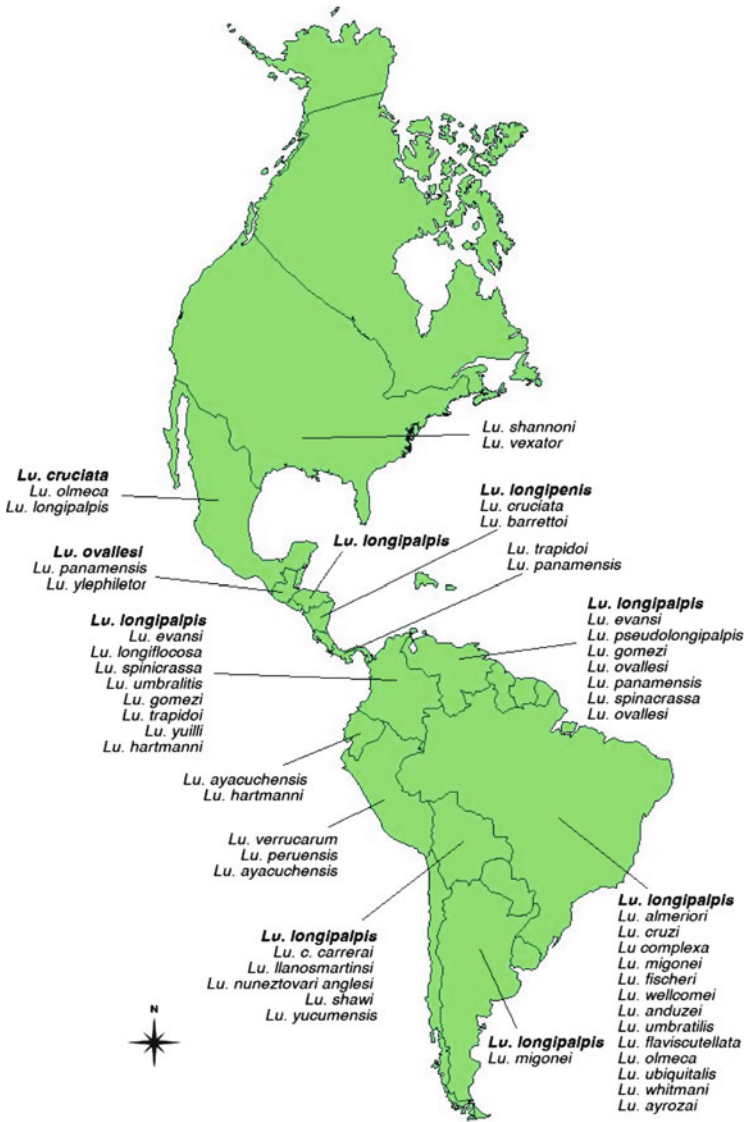 Lu. shannoni
Lu. vexator
Lu. cruciata
Lu. olmeca
Lu. longipalpis
Lu. longipenis
Lu. cruciata
Lu. barrettoi
Lu. longipalpis
Lu. ovallesi
Lu. panamensis
Lu. ylephiletor
Lu. trapidoi
Lu. panamensis
Lu. longipalpis
Lu. evansi
Lu. longiflocosa
Lu. spinicrassa
Lu. umbralitis
Lu. gomezi
Lu. trapidoi
Lu. yuilli
Lu. hartmanni
Lu. longipalpis
Lu. evansi
Lu. pseudolongipalpis
Lu. gomezi
Lu. ovallesi
Lu. panamensis
Lu. spinacrassa
Lu. ovallesi
Lu. ayacuchensis
Lu. hartmanni
Lu. verrucarum
Lu. peruensis
Lu. ayacuchensis
Lu. longipalpis
Lu. c. carrerai
Lu. llanosmartinsi
Lu. nuneztovari anglesi
Lu. shawi
Lu. yucumensis
Lu. longipalpis
Lu. migonei
Lu. longipalpis
Lu. almeriori
Lu. cruzi
Lu complexa
Lu. migonei
Lu. fischeri
Lu. wellcomei
Lu. anduzei
Lu. umbratilis
Lu. flaviscutellata
Lu. olmeca
Lu. ubiquitalis
Lu. whitmani
Lu. ayrozai
N